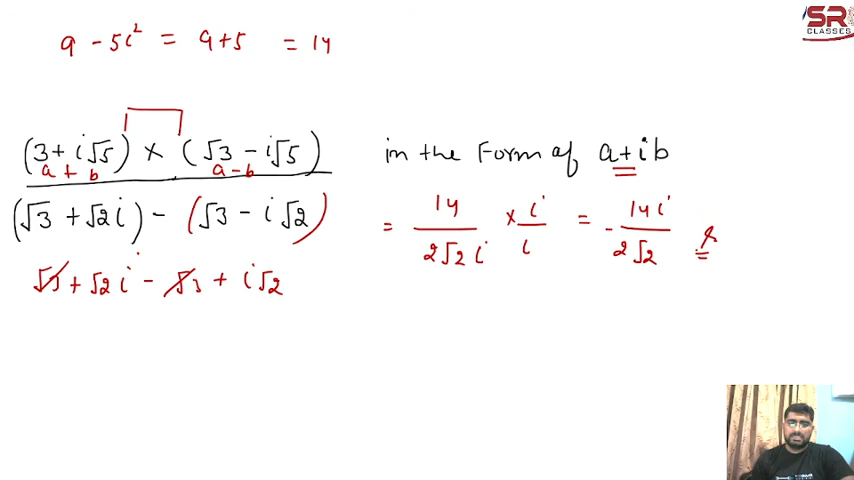 9 - 5i² = 9+5 = 14
(3 + i√5) × (√3 - i√5) in the Form of a+ib
a + b a-b
(√3 + √2 i) - (√3 - i√2) = 14 / 2√2 i × i / i = - 14 i / 2√2
√3 + √2 i - √3 + i√2
SR
CLASSES